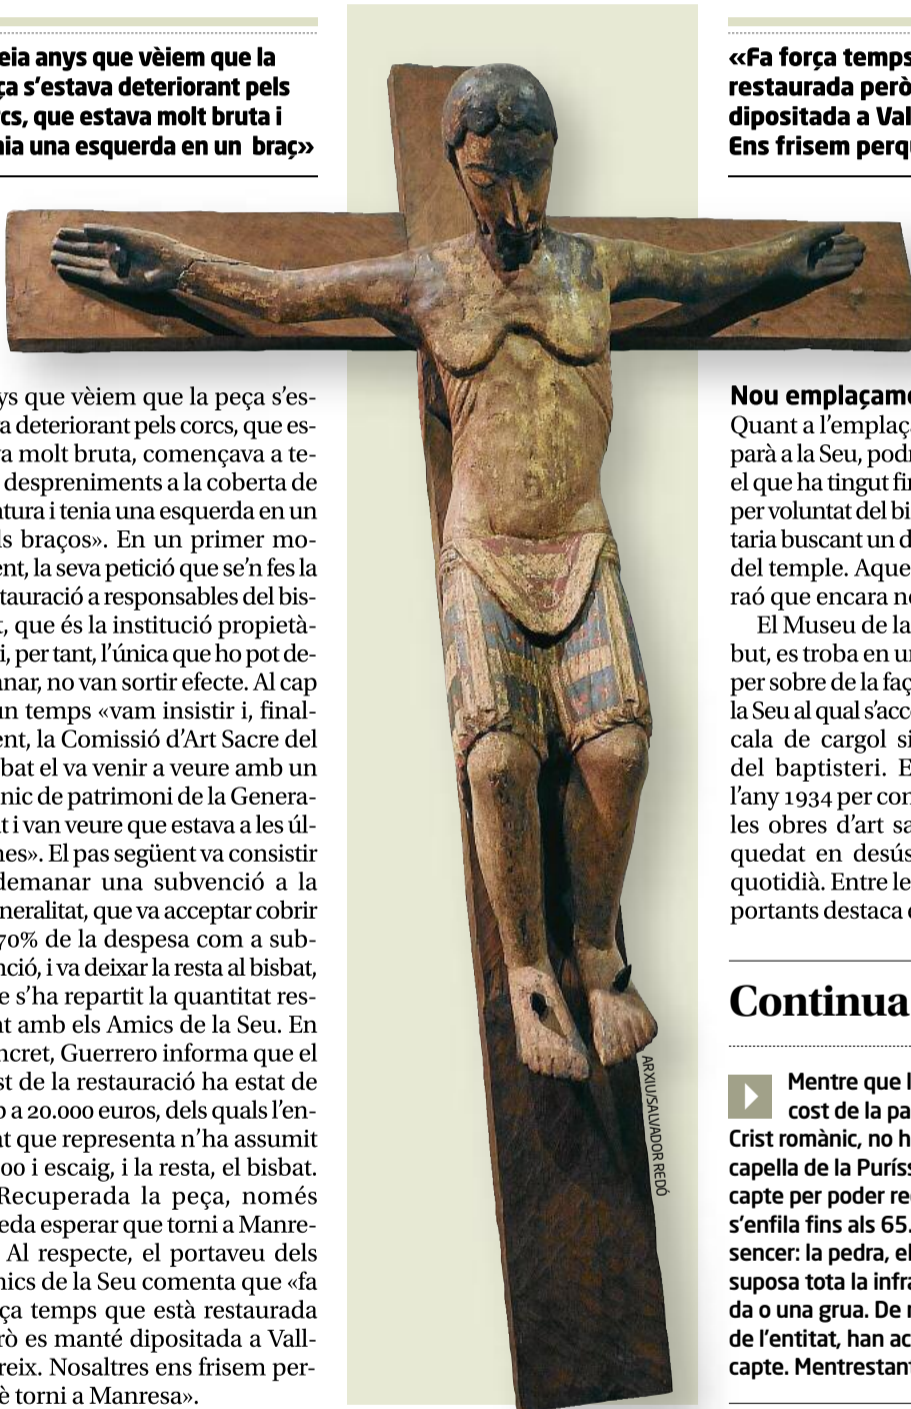 eia anys que vèiem que la
ça s’estava deteriorant pels
rcs, que estava molt bruta i
nia una esquerda en un braç»
ys que vèiem que la peça s’es-
a deteriorant pels corcs, que es-
va molt bruta, començava a te-
despreniments a la coberta de
ntura i tenia una esquerda en un
ls braços». En un primer mo-
ent, la seva petició que se’n fes la
tauració a responsables del bis-
t, que és la institució propietà-
i, per tant, l’única que ho pot de-
anar, no van sortir efecte. Al cap
un temps «vam insistir i, final-
ent, la Comissió d’Art Sacre del
bat el va venir a veure amb un
nic de patrimoni de la Genera-
t i van veure que estava a les úl-
nes». El pas següent va consistir
demanar una subvenció a la
neralitat, que va acceptar cobrir
70% de la despesa com a sub-
nció, i va deixar la resta al bisbat,
e s’ha repartit la quantitat res-
nt amb els Amics de la Seu. En
ncret, Guerrero informa que el
st de la restauració ha estat de
p a 20.000 euros, dels quals l’en-
at que representa n’ha assumit
00 i escaig, i la resta, el bisbat.
Recuperada la peça, només
eda esperar que torni a Manre-
Al respecte, el portaveu dels
nics de la Seu comenta que «fa
ça temps que està restaurada
rò es manté dipositada a Vall-
reix. Nosaltres ens frisem per-
è torni a Manresa».
ARXIU/SALVADOR REDÓ
«Fa força temps
restaurada però
dipositada a Val
Ens frisem perqu
Nou emplaçame
Quant a l’emplaça
parà a la Seu, podr
el que ha tingut fin
per voluntat del bi
taria buscant un d
del temple. Aque
raó que encara no
El Museu de la
but, es troba en un
per sobre de la faç
la Seu al qual s’acc
cala de cargol si
del baptisteri. E
l’any 1934 per con
les obres d’art sa
quedat en desús
quotidià. Entre le
portants destaca e
Continua
Mentre que l
cost de la pa
Crist romànic, no h
capella de la Puríss
capte per poder rec
s’enfila fins als 65.
sencer: la pedra, el
suposa tota la infra
da o una grua. De m
de l’entitat, han ac
capte. Mentrestant